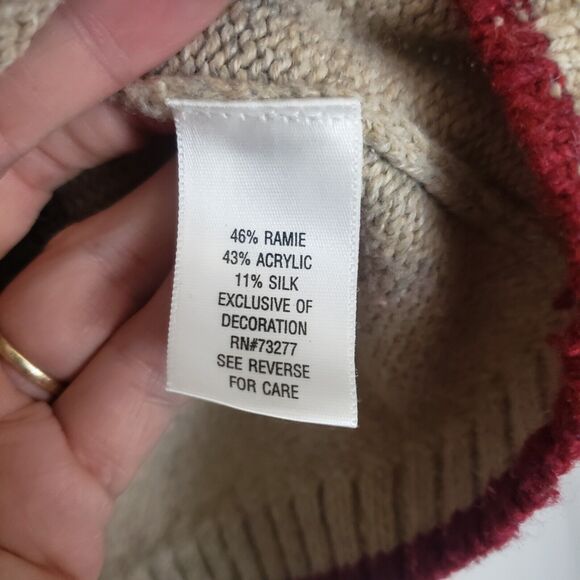 46% RAMIE
43% ACRYLIC
11% SILK
EXCLUSIVE OF
DECORATION
RN#73277
SEE REVERSE
FOR CARE